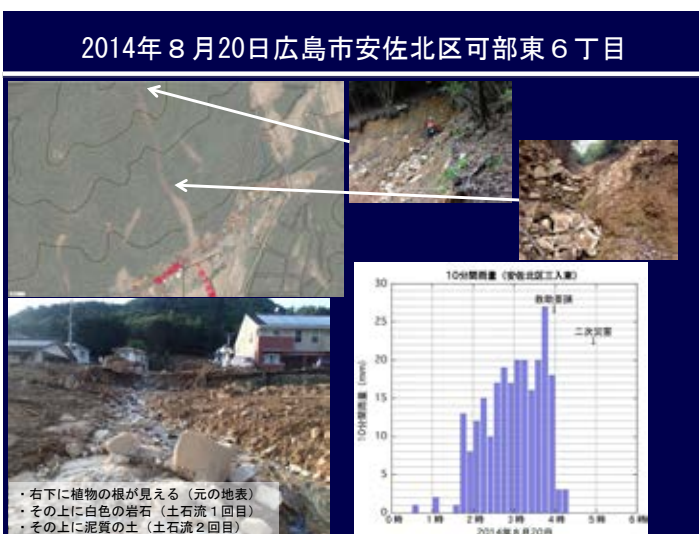 2014年８月20日広島市安佐北区可部東６丁目
10分間雨量（安佐北区三入東）
救助要請
二次災害
10分間雨量（mm）
30
25
20
15
10
5
0
0時 1時 2時 3時 4時 5時 6時
2014年8月20日
・右下に植物の根が見える（元の地表）
・その上に白色の岩石（土石流１回目）
・その上に泥質の土（土石流２回目）